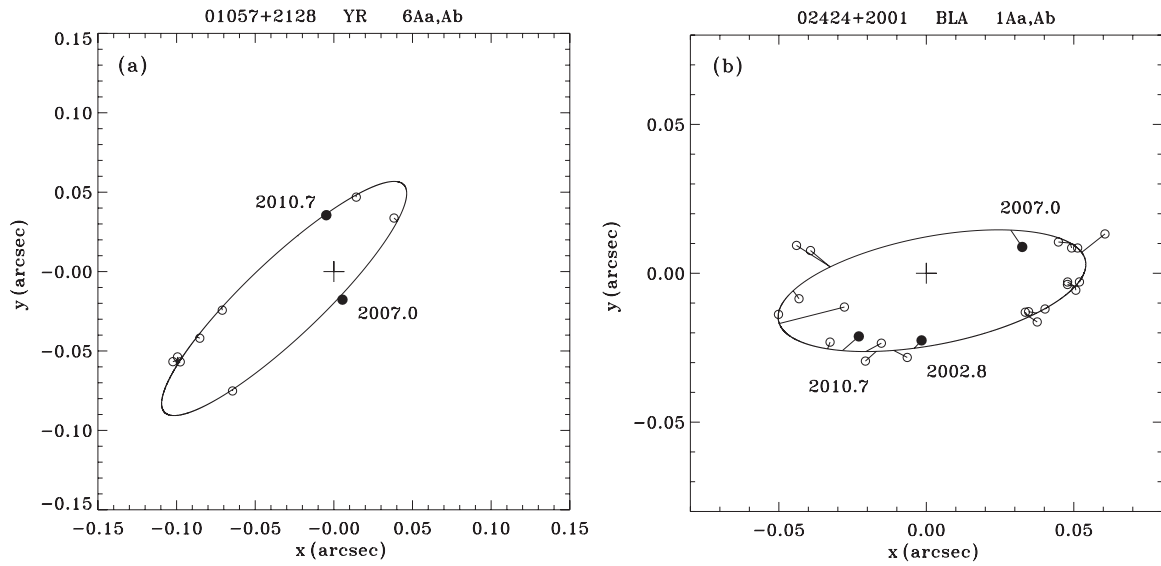 01057+2128 YR 6Aa,Ab
(a)
0.15
0.10
0.05
-0.00
-0.05
-0.10
-0.15
y (arcsec)
2010.7
2007.0
-0.15 -0.10 -0.05 -0.00 0.05 0.10 0.15
x (arcsec)
02424+2001 BLA 1Aa,Ab
(b)
0.05
0.00
-0.05
y (arcsec)
2007.0
2010.7
2002.8
-0.05 0.00 0.05
x (arcsec)